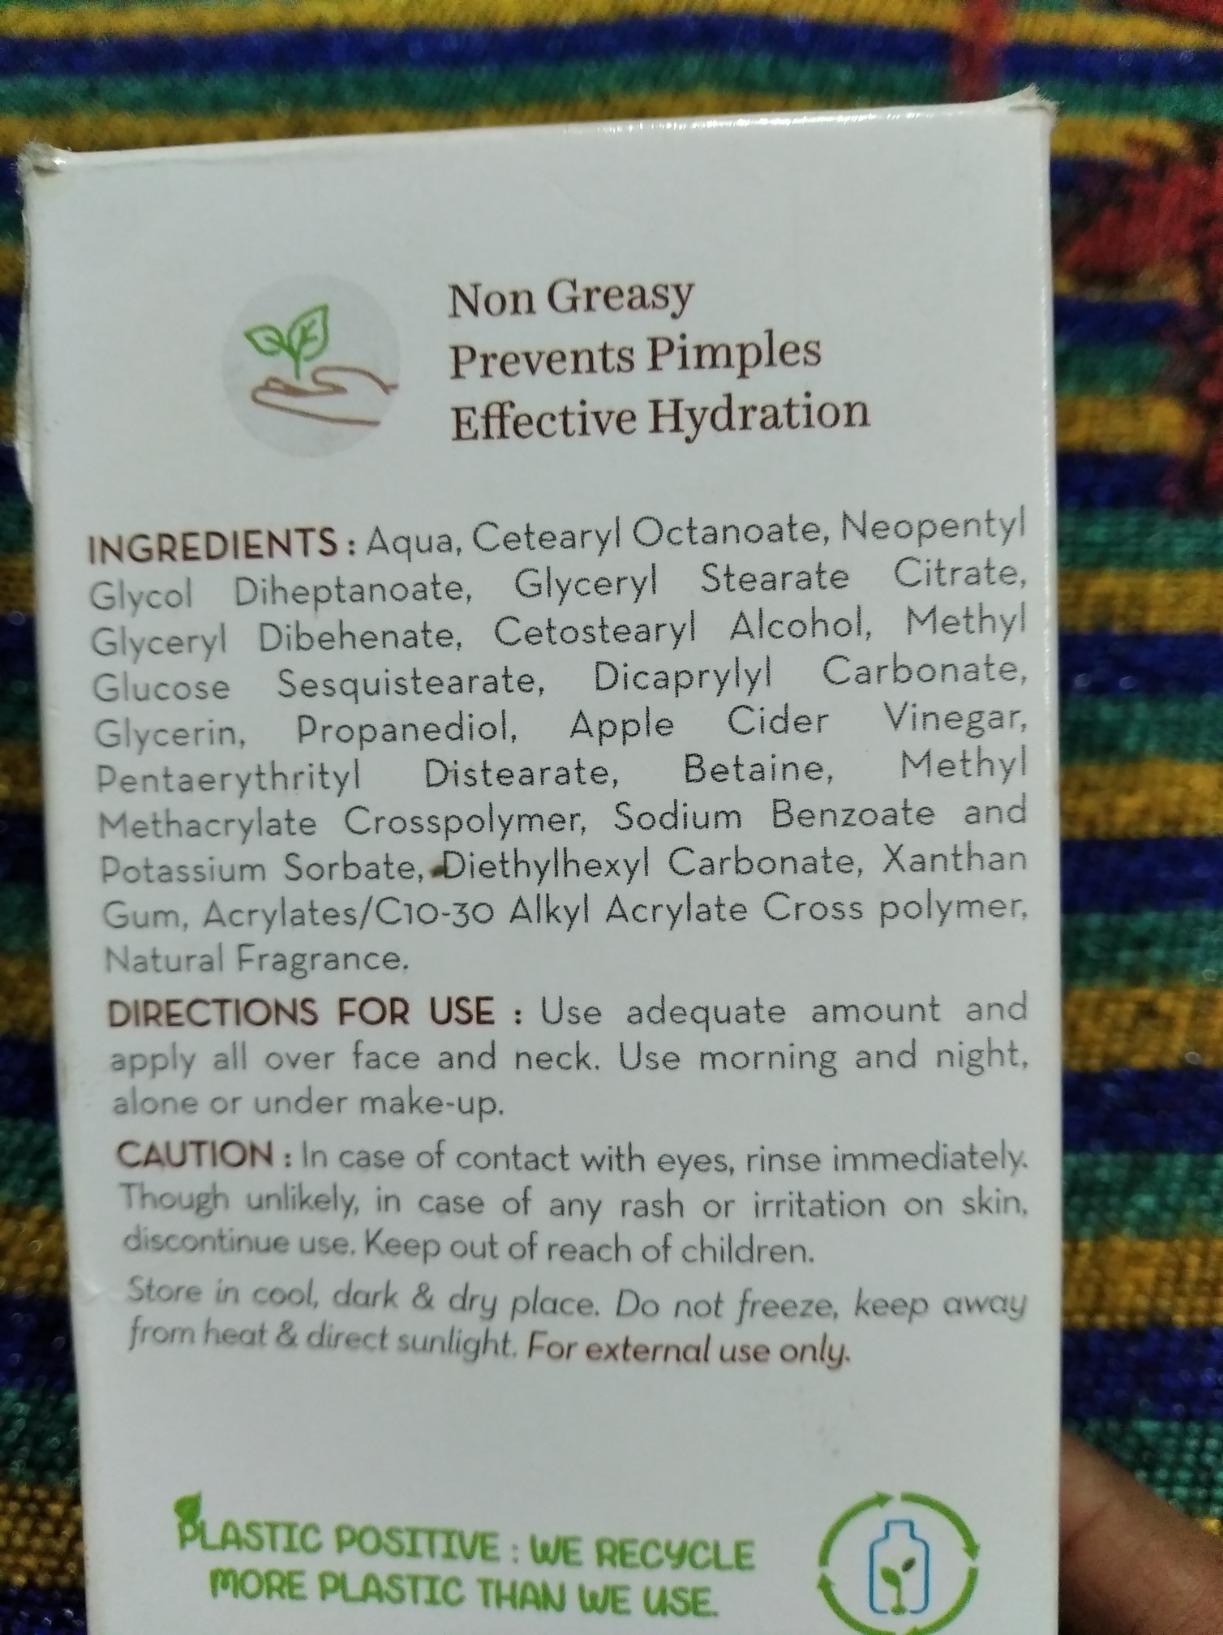 Non Greasy
Prevents Pimples
Effective Hydration
INGREDIENTS : Aqua, Cetearyl Octanoate, Neopentyl
Glycol Diheptanoate, Glyceryl Stearate Citrate,
Glyceryl Dibehenate, Cetostearyl Alcohol, Methyl
Glucose Sesquistearate, Dicaprylyl Carbonate,
Glycerin, Propanediol, Apple Cider Vinegar,
Pentaerythrityl Distearate, Betaine, Methyl
Methacrylate Crosspolymer, Sodium Benzoate and
Potassium Sorbate, Diethylhexyl Carbonate, Xanthan
Gum, Acrylates/C10-30 Alkyl Acrylate Cross polymer,
Natural Fragrance.
DIRECTIONS FOR USE : Use adequate amount and
apply all over face and neck. Use morning and night,
alone or under make-up.
CAUTION : In case of contact with eyes, rinse immediately.
Though unlikely, in case of any rash or irritation on skin,
discontinue use. Keep out of reach of children.
Store in cool, dark & dry place. Do not freeze, keep away
from heat & direct sunlight. For external use only.
PLASTIC POSITIVE : WE RECYCLE
MORE PLASTIC THAN WE USE.